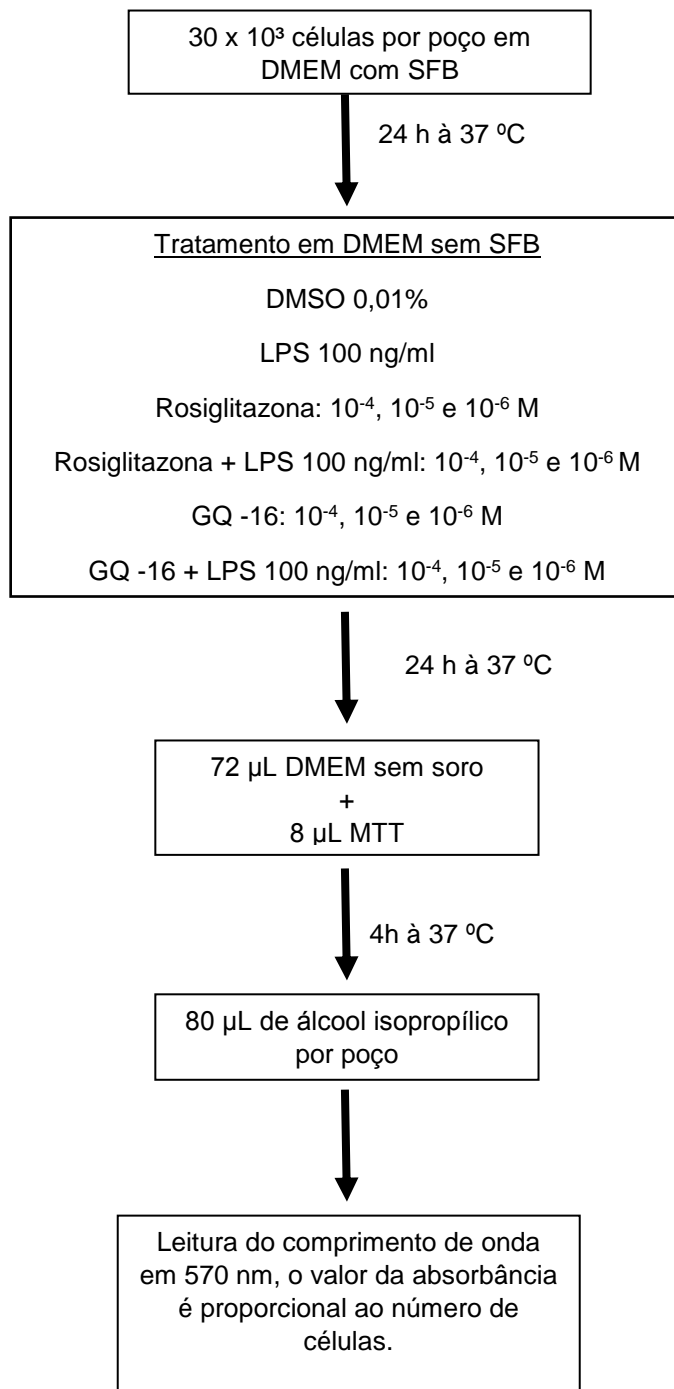 30 x 10³ células por poço em
DMEM com SFB
24 h à 37 ºC
Tratamento em DMEM sem SFB
DMSO 0,01%
LPS 100 ng/ml
Rosiglitazona: 10⁻⁴, 10⁻⁵ e 10⁻⁶ M
Rosiglitazona + LPS 100 ng/ml: 10⁻⁴, 10⁻⁵ e 10⁻⁶ M
GQ -16: 10⁻⁴, 10⁻⁵ e 10⁻⁶ M
GQ -16 + LPS 100 ng/ml: 10⁻⁴, 10⁻⁵ e 10⁻⁶ M
24 h à 37 ºC
72 µL DMEM sem soro
+
8 µL MTT
4h à 37 ºC
80 µL de álcool isopropílico
por poço
Leitura do comprimento de onda
em 570 nm, o valor da absorbância
é proporcional ao número de
células.